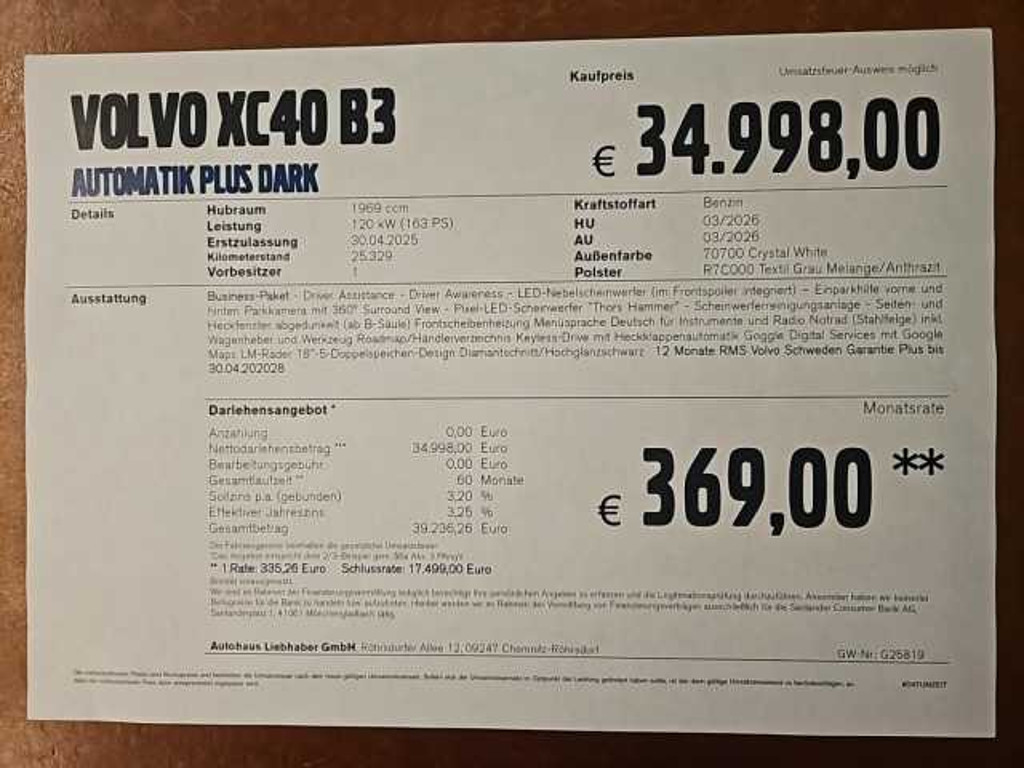 Kaufpreis
Umsatzsteuer-Ausweis möglich
VOLVO XC40 B3
€ 34.998,00
AUTOMATIK PLUS DARK
Details
Hubraum 1969 ccm
Leistung 120 kW (163 PS)
Erstzulassung 30.04.2025
Kilometerstand 25.329
Vorbesitzer 1
Kraftstoffart Benzin
HU 03/2026
AU 03/2026
Außenfarbe 70700 Crystal White
Polster R7C000 Textil Grau Melange/Anthrazit
Ausstattung
Business-Paket - Driver Assistance - Driver Awareness - LED-Nebelscheinwerfer (im Frontspoiler integriert) - Einparkhilfe vorne und
hinten Parkkamera mit 360° Surround View - Pixel-LED-Scheinwerfer "Thors Hammer" - Scheinwerferreinigungsanlage - Seiten- und
Heckfenster abgedunkelt (ab B-Säule) Frontscheibenheizung Menüsprache Deutsch für Instrumente und Radio Notrad (Stahlfelge) inkl.
Wagenheber und Werkzeug Roadmap/Händlerverzeichnis Keyless-Drive mit Heckklappenautomatik Goggle Digital Services mit Google
Maps LM-Räder 18"-5-Doppelspeichen-Design Diamantschnitt/Hochglanzschwarz 12 Monate RMS Volvo Schweden Garantie Plus bis
30.04.202028
Darlehensangebot *
Monatsrate
Anzahlung 0,00 Euro
Nettodarlehensbetrag *** 34.998,00 Euro
Bearbeitungsgebühr 0,00 Euro
Gesamtlaufzeit ** 60 Monate
Sollzins p.a. (gebunden) 3,20 %
Effektiver Jahreszins 3,25 %
Gesamtbetrag 39.236,26 Euro
€ 369,00 **
** 1 Rate: 335,26 Euro Schlussrate: 17.499,00 Euro
Autohaus Liebhaber GmbH, Röhrsdorfer Allee 12, 09247 Chemnitz-Röhrsdorf
GW-Nr: G25819
#DATUMZEIT